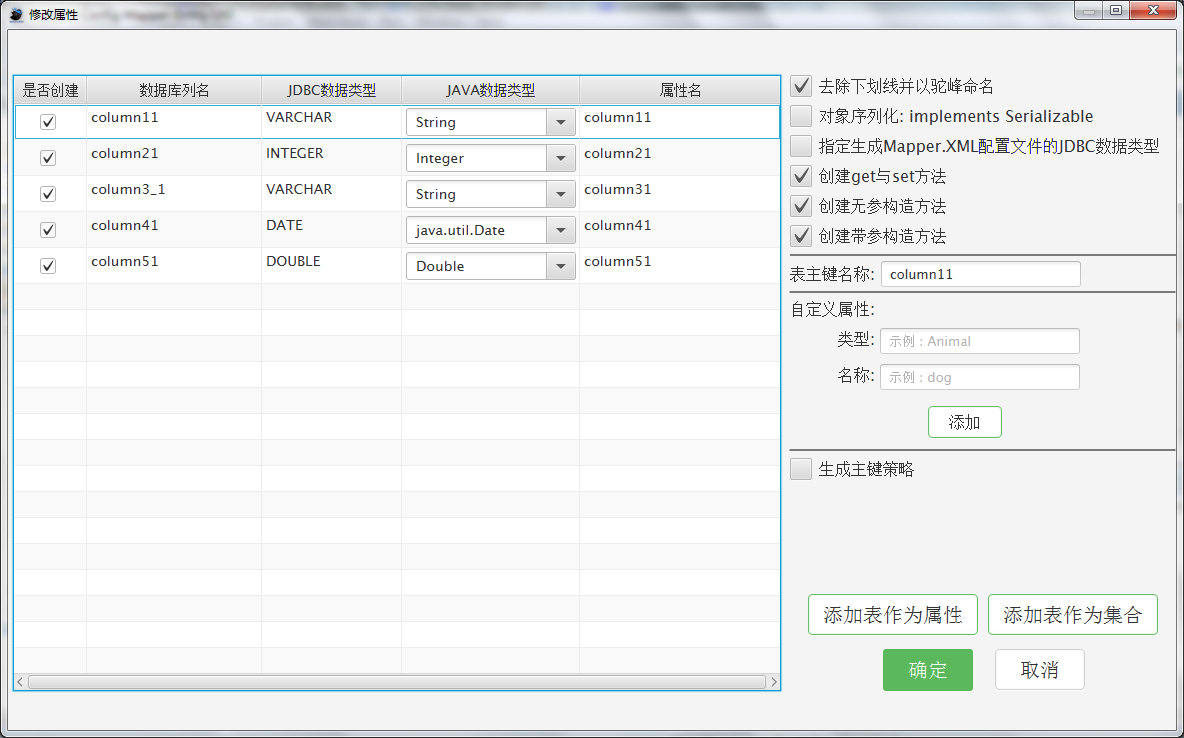 修改属性
是否创建 数据库列名 JDBC数据类型 JAVA数据类型 属性名
column11 VARCHAR String column11
column21 INTEGER Integer column21
column3_1 VARCHAR String column31
column41 DATE java.util.Date column41
column51 DOUBLE Double column51
去除下划线并以驼峰命名
对象序列化: implements Serializable
指定生成Mapper.XML配置文件的JDBC数据类型
创建get与set方法
创建无参构造方法
创建带参构造方法
表主键名称: column11
自定义属性:
类型: 示例 : Animal
名称: 示例 : dog
添加
生成主键策略
添加表作为属性 添加表作为集合
确定 取消